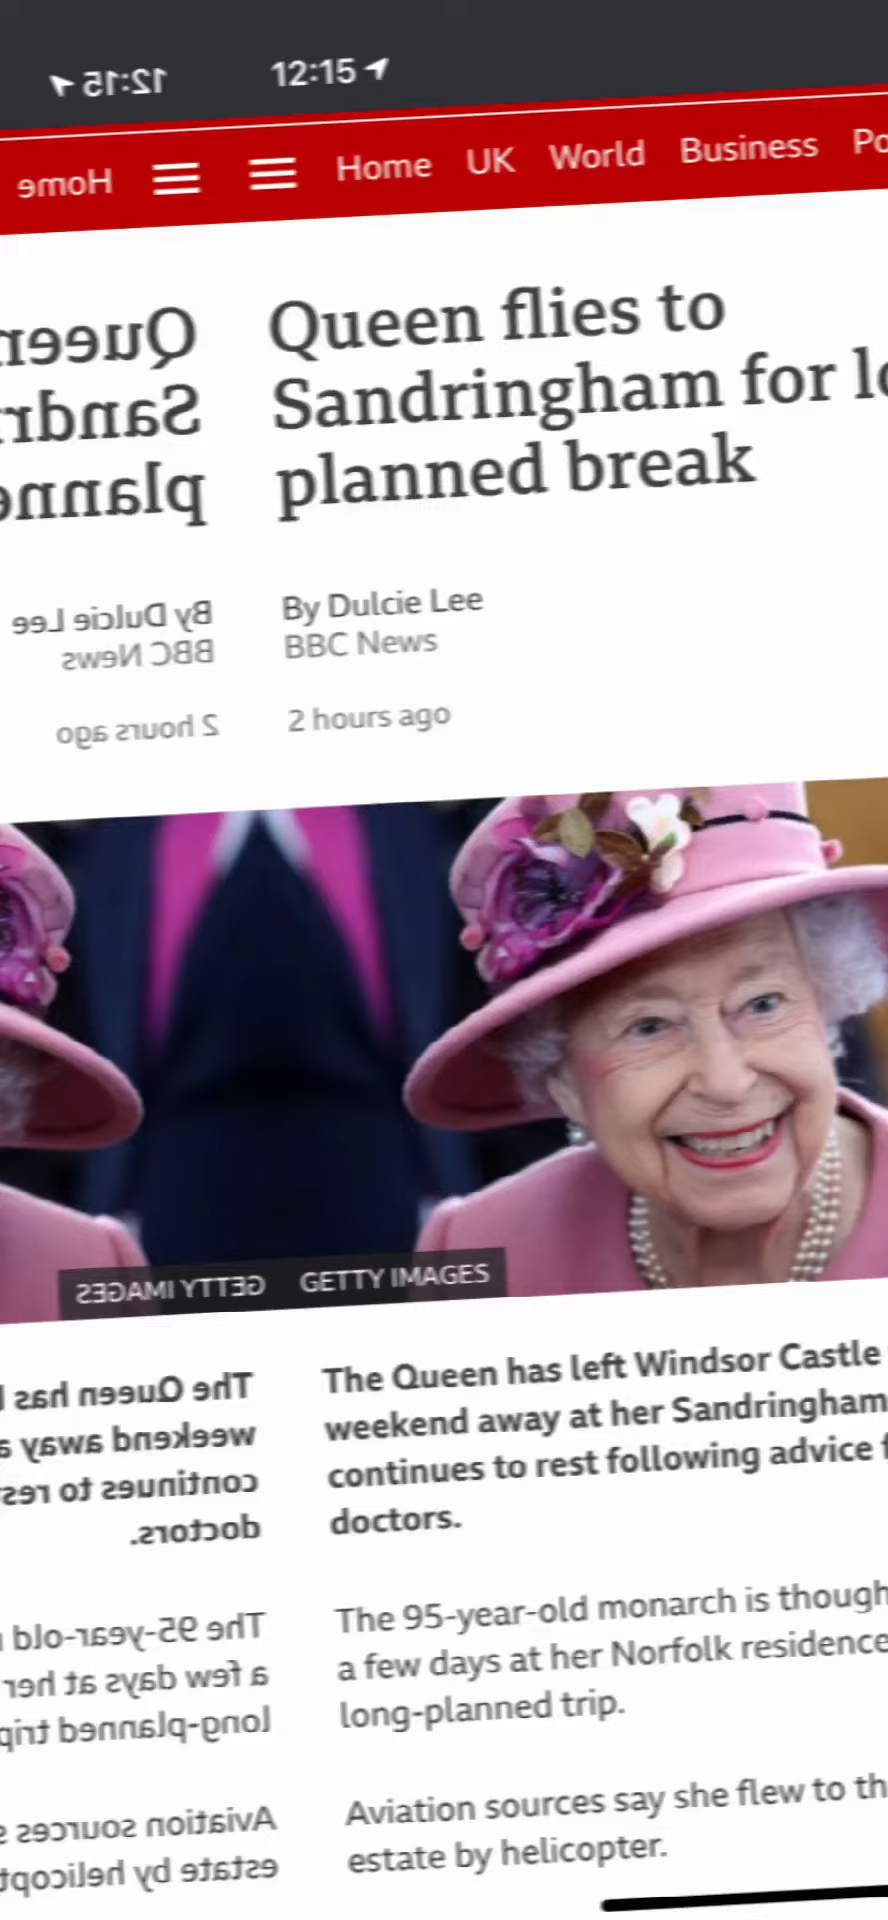 12:15
Home UK World Business
Queen flies to
Sandringham for
planned break
By Dulcie Lee
BBC News
2 hours ago
GETTY IMAGES
The Queen has left Windsor Castle
weekend away at her Sandringham
continues to rest following advice
doctors.
The 95-year-old monarch is
a few days at her Norfolk residence
long-planned trip.
Aviation sources say she flew to
estate by helicopter.